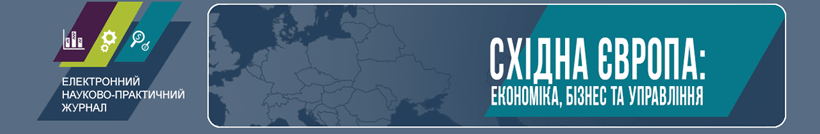 ЕЛЕКТРОННИЙ
НАУКОВО-ПРАКТИЧНИЙ
ЖУРНАЛ
СХІДНА ЄВРОПА:
ЕКОНОМІКА, БІЗНЕС ТА УПРАВЛІННЯ